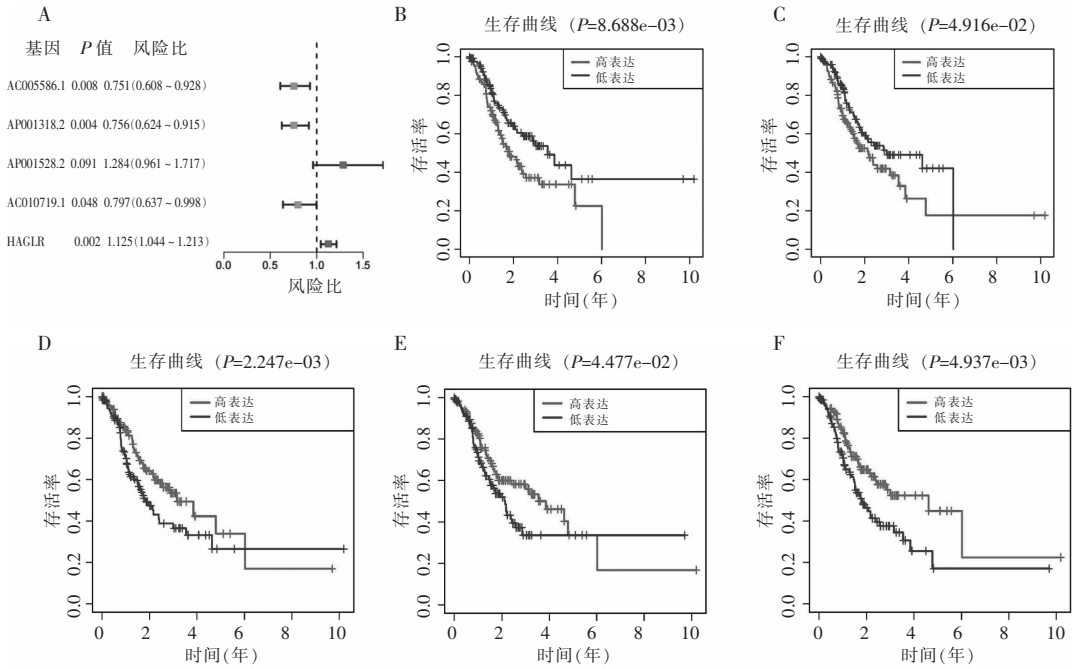 A
基因 P 值 风险比
AC005586.1 0.008 0.751(0.608~0.928)
AP001318.2 0.004 0.756(0.624~0.915)
AP001528.2 0.091 1.284(0.961~1.717)
AC010719.1 0.048 0.797(0.637~0.998)
HAGLR 0.002 1.125(1.044~1.213)
0.0 0.5 1.0 1.5
风险比
B
生存曲线 (P=8.688e-03)
高表达
低表达
存活率
1.0
0.8
0.6
0.4
0.2
0.0
0 2 4 6 8 10
时间(年)
C
生存曲线 (P=4.916e-02)
高表达
低表达
存活率
1.0
0.8
0.6
0.4
0.2
0.0
0 2 4 6 8 10
时间(年)
D
生存曲线 (P=2.247e-03)
高表达
低表达
存活率
1.0
0.8
0.6
0.4
0.2
0.0
0 2 4 6 8 10
时间(年)
E
生存曲线 (P=4.477e-02)
高表达
低表达
存活率
1.0
0.8
0.6
0.4
0.2
0.0
0 2 4 6 8 10
时间(年)
F
生存曲线 (P=4.937e-03)
高表达
低表达
存活率
1.0
0.8
0.6
0.4
0.2
0.0
0 2 4 6 8 10
时间(年)